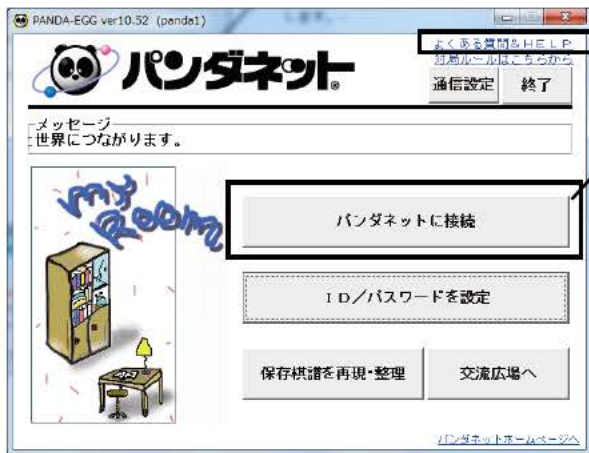 PANDA-EGG ver10.52 (panda1)
よくある質問&HELP
対局ルールはこちらから
パンダネット
通信設定
終了
メッセージ
世界につながります。
MY
ROOM
パンダネットに接続
ID/パスワードを設定
保存棋譜を再現・整理
交流広場へ
パンダネットホームページへ